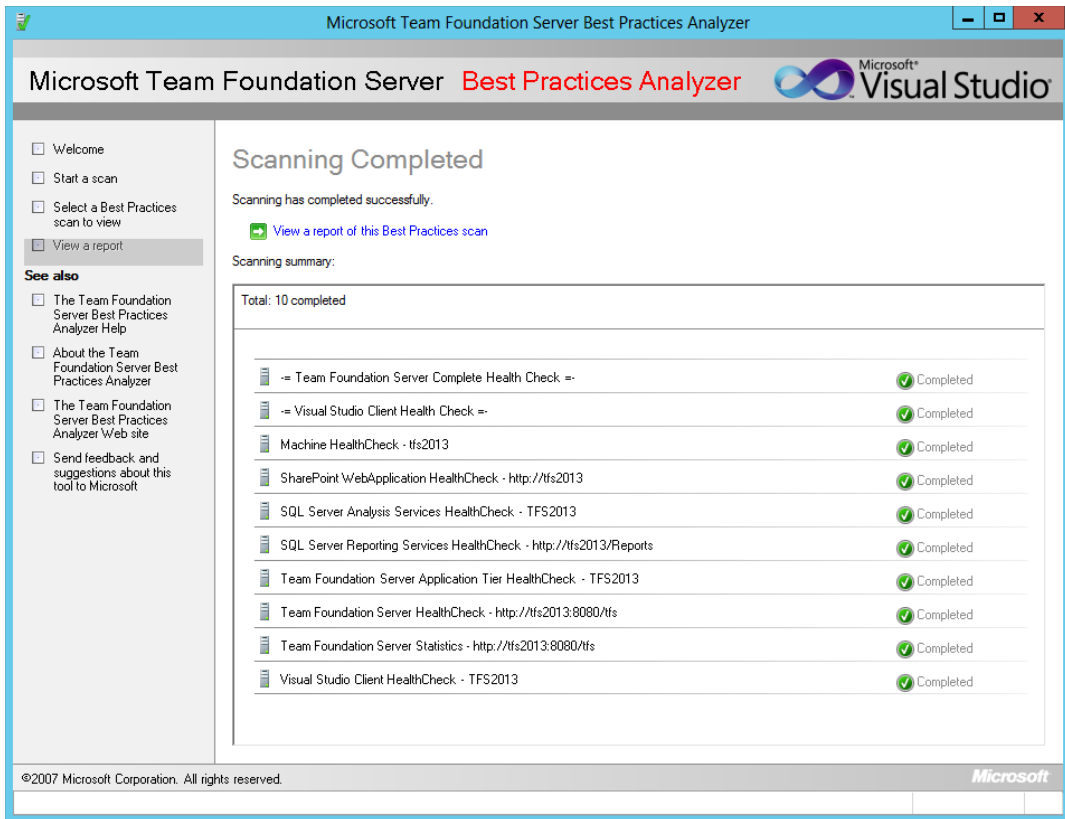 Microsoft Team Foundation Server Best Practices Analyzer
x
Microsoft Team Foundation Server Best Practices Analyzer
Microsoft®
Visual Studio®
Welcome
Start a scan
Select a Best Practices
scan to view
View a report
See also
The Team Foundation
Server Best Practices
Analyzer Help
About the Team
Foundation Server Best
Practices Analyzer
The Team Foundation
Server Best Practices
Analyzer Web site
Send feedback and
suggestions about this
tool to Microsoft
Scanning Completed
Scanning has completed successfully.
View a report of this Best Practices scan
Scanning summary:
Total: 10 completed
-= Team Foundation Server Complete Health Check =- Completed
-= Visual Studio Client Health Check =- Completed
Machine HealthCheck - tfs2013 Completed
SharePoint WebApplication HealthCheck - http://tfs2013 Completed
SQL Server Analysis Services HealthCheck - TFS2013 Completed
SQL Server Reporting Services HealthCheck - http://tfs2013/Reports Completed
Team Foundation Server Application Tier HealthCheck - TFS2013 Completed
Team Foundation Server HealthCheck - http://tfs2013:8080/tfs Completed
Team Foundation Server Statistics - http://tfs2013:8080/tfs Completed
Visual Studio Client HealthCheck - TFS2013 Completed
©2007 Microsoft Corporation. All rights reserved.
Microsoft